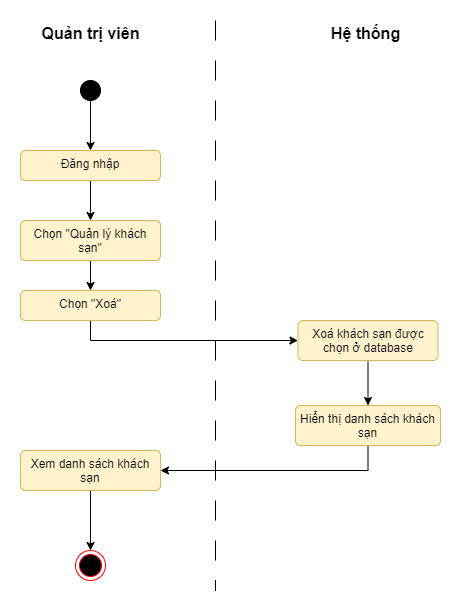 Quản trị viên
Hệ thống
Đăng nhập
Chọn "Quản lý khách
sạn"
Chọn "Xoá"
Xoá khách sạn được
chọn ở database
Hiển thị danh sách khách
sạn
Xem danh sách khách
sạn